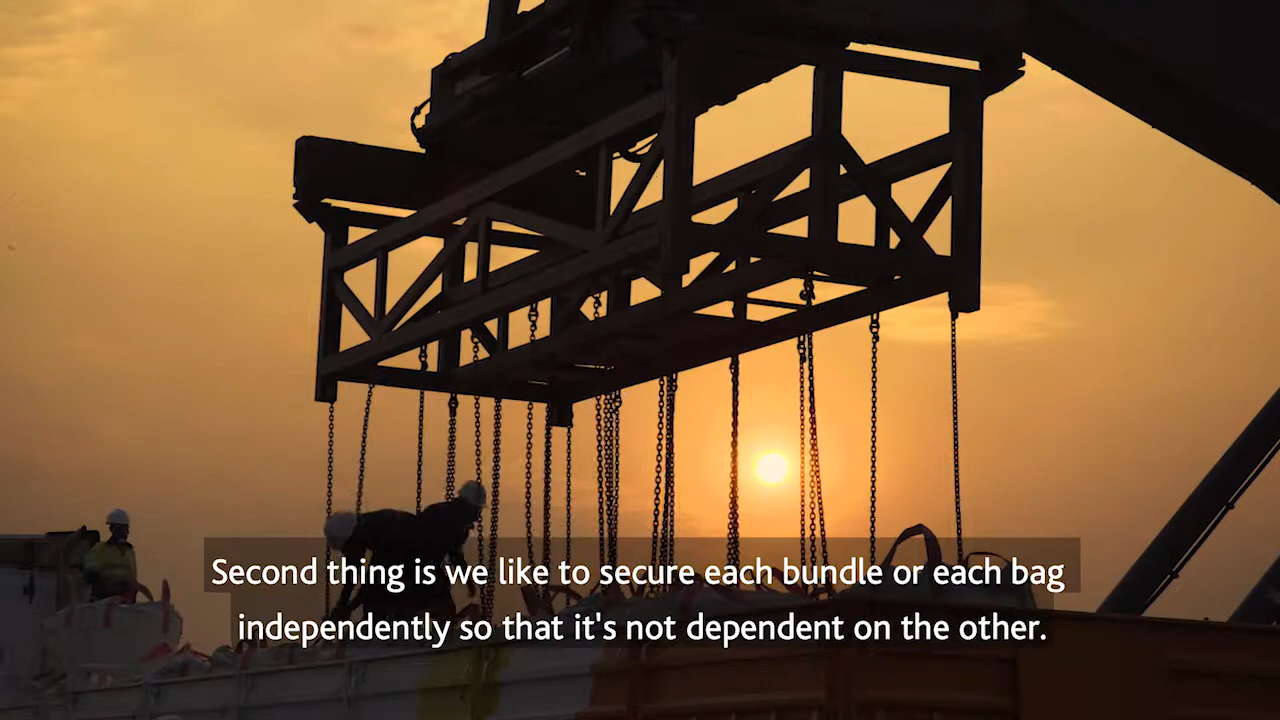 Second thing is we like to secure each bundle or each bag
independently so that it's not dependent on the other.